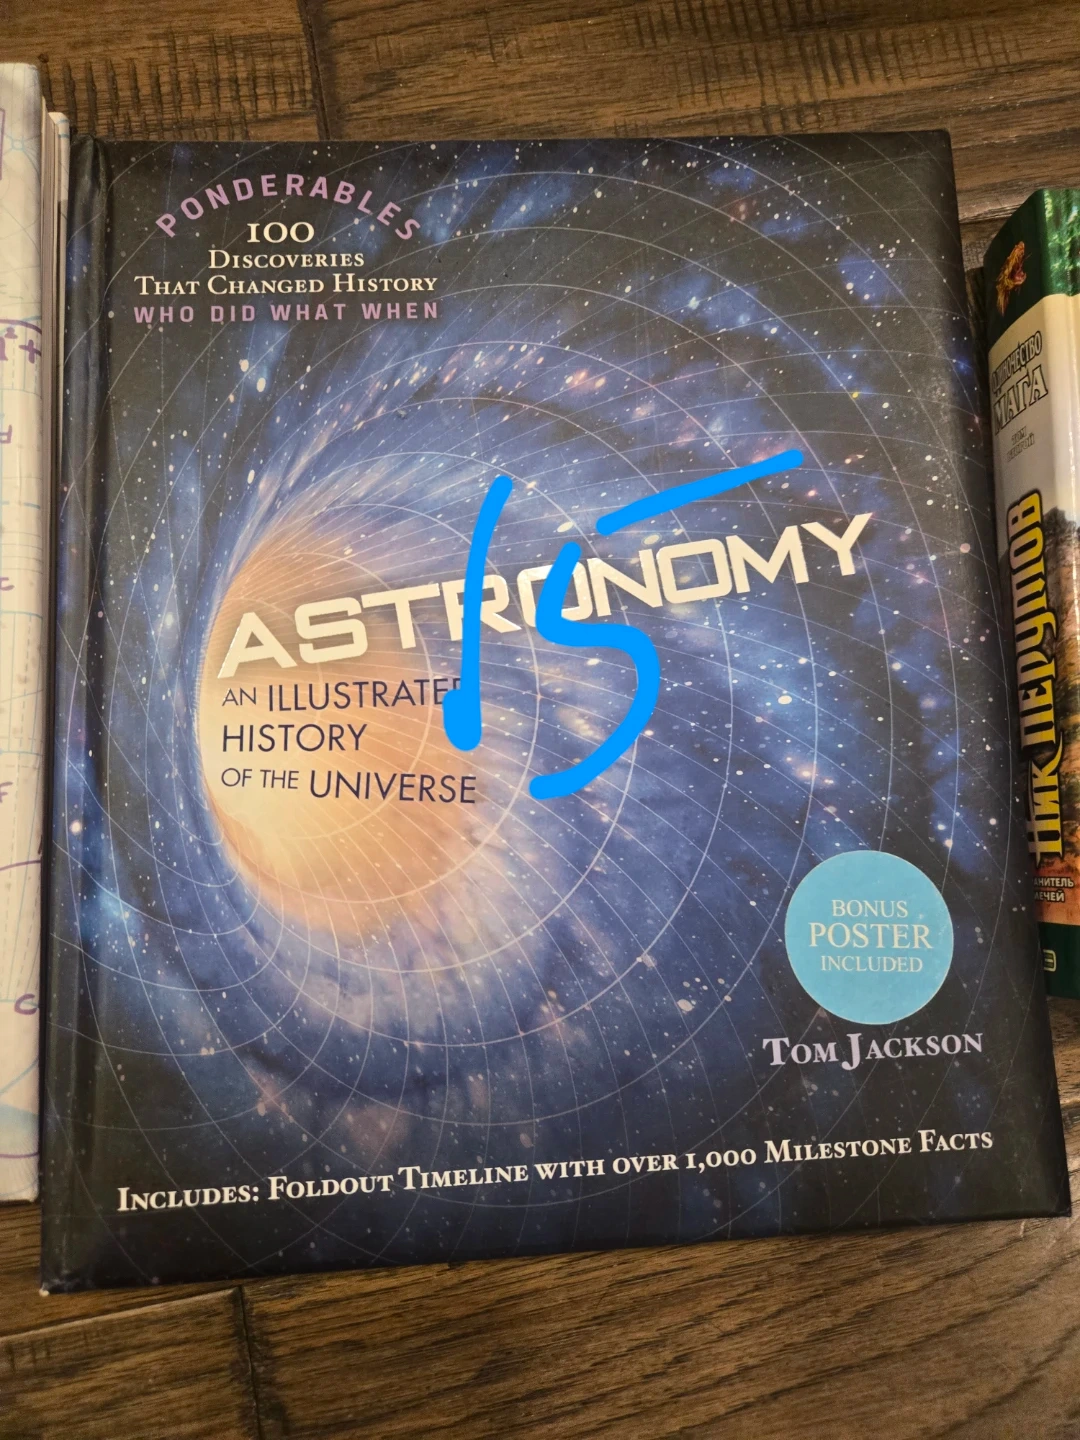 PONDERABLES
100
DISCOVERIES
THAT CHANGED HISTORY
WHO DID WHAT WHEN
15
ASTRONOMY
AN ILLUSTRATED
HISTORY
OF THE UNIVERSE
BONUS
POSTER
INCLUDED
TOM JACKSON
INCLUDES: FOLDOUT TIMELINE WITH OVER 1,000 MILESTONE FACTS
МАГА
НИК ПЕРУМОВ